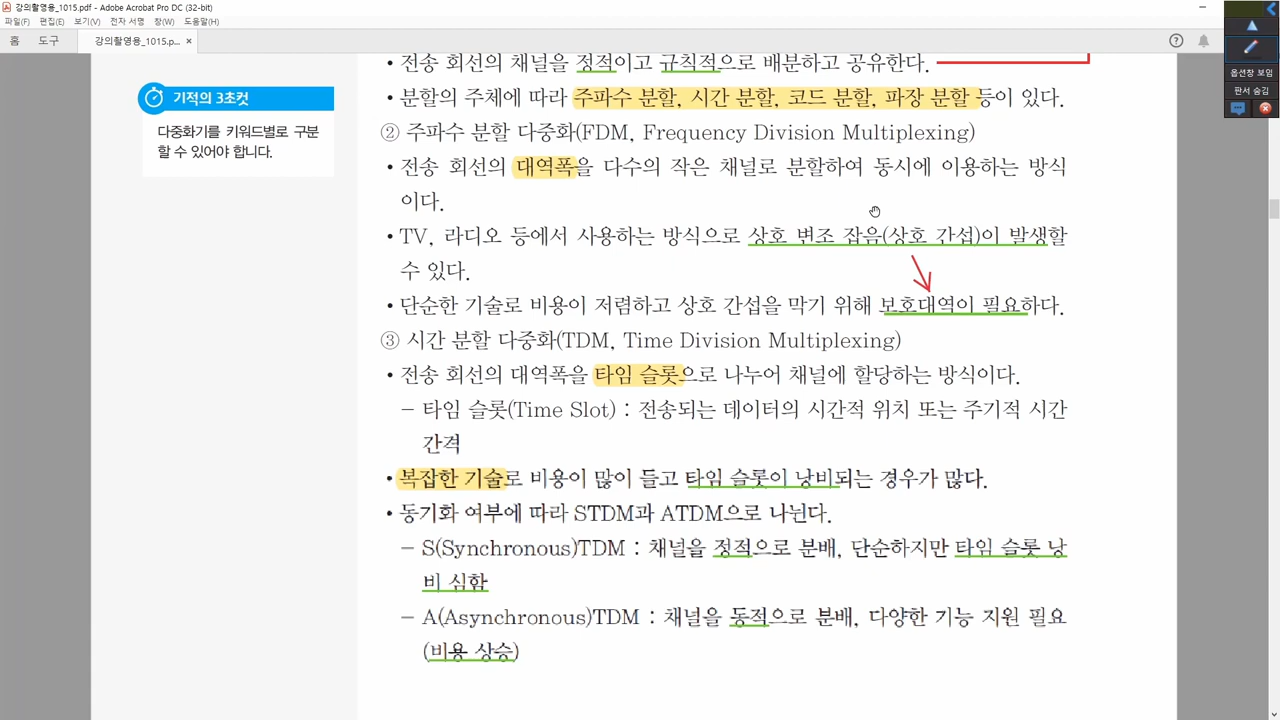 강의촬영용_1015.pdf - Adobe Acrobat Pro DC (32-bit)
파일(F) 편집(E) 보기(V) 전자 서명 창(W) 도움말(H)
홈 도구 강의촬영용_1015.p... ×
옵션창 보임
판서 숨김
기적의 3초컷
다중화기를 키워드별로 구분
할 수 있어야 합니다.
• 전송 회선의 채널을 정적이고 규칙적으로 배분하고 공유한다.
• 분할의 주체에 따라 주파수 분할, 시간 분할, 코드 분할, 파장 분할 등이 있다.
② 주파수 분할 다중화(FDM, Frequency Division Multiplexing)
• 전송 회선의 대역폭을 다수의 작은 채널로 분할하여 동시에 이용하는 방식
이다.
• TV, 라디오 등에서 사용하는 방식으로 상호 변조 잡음(상호 간섭)이 발생할
수 있다.
• 단순한 기술로 비용이 저렴하고 상호 간섭을 막기 위해 보호대역이 필요하다.
③ 시간 분할 다중화(TDM, Time Division Multiplexing)
• 전송 회선의 대역폭을 타임 슬롯으로 나누어 채널에 할당하는 방식이다.
– 타임 슬롯(Time Slot) : 전송되는 데이터의 시간적 위치 또는 주기적 시간
간격
• 복잡한 기술로 비용이 많이 들고 타임 슬롯이 낭비되는 경우가 많다.
• 동기화 여부에 따라 STDM과 ATDM으로 나뉜다.
– S(Synchronous)TDM : 채널을 정적으로 분배, 단순하지만 타임 슬롯 낭
비 심함
– A(Asynchronous)TDM : 채널을 동적으로 분배, 다양한 기능 지원 필요
(비용 상승)